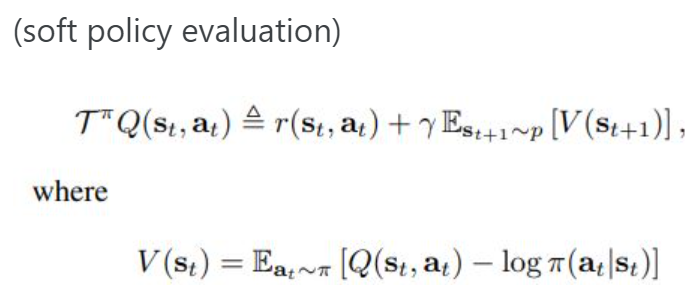 (soft policy evaluation)
𝒯^π Q(s_t, a_t) ≜ r(s_t, a_t) + γ 𝔼_{s_{t+1}∼p} [V(s_{t+1})] ,
where
V(s_t) = 𝔼_{a_t∼π} [Q(s_t, a_t) − log π(a_t|s_t)]